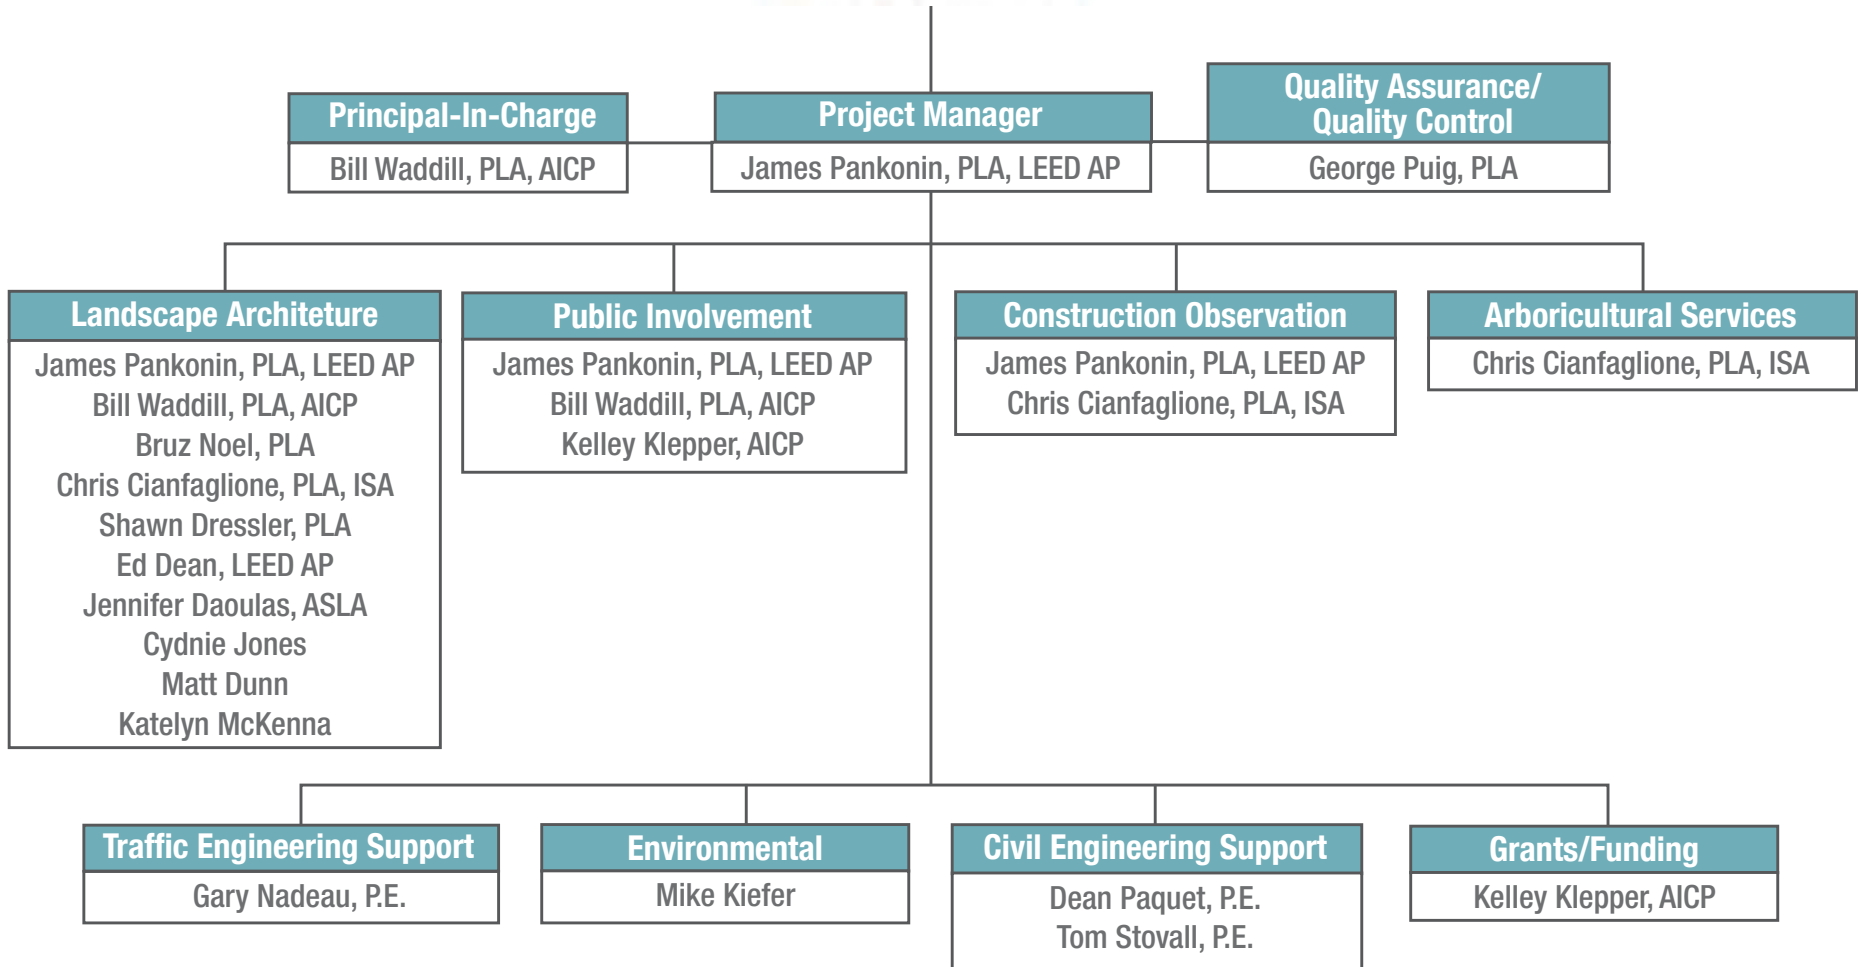 Principal-In-Charge
Bill Waddill, PLA, AICP
Project Manager
James Pankonin, PLA, LEED AP
Quality Assurance/
Quality Control
George Puig, PLA
Landscape Architeture
James Pankonin, PLA, LEED AP
Bill Waddill, PLA, AICP
Bruz Noel, PLA
Chris Cianfaglione, PLA, ISA
Shawn Dressler, PLA
Ed Dean, LEED AP
Jennifer Daoulas, ASLA
Cydnie Jones
Matt Dunn
Katelyn McKenna
Public Involvement
James Pankonin, PLA, LEED AP
Bill Waddill, PLA, AICP
Kelley Klepper, AICP
Construction Observation
James Pankonin, PLA, LEED AP
Chris Cianfaglione, PLA, ISA
Arboricultural Services
Chris Cianfaglione, PLA, ISA
Traffic Engineering Support
Gary Nadeau, P.E.
Environmental
Mike Kiefer
Civil Engineering Support
Dean Paquet, P.E.
Tom Stovall, P.E.
Grants/Funding
Kelley Klepper, AICP